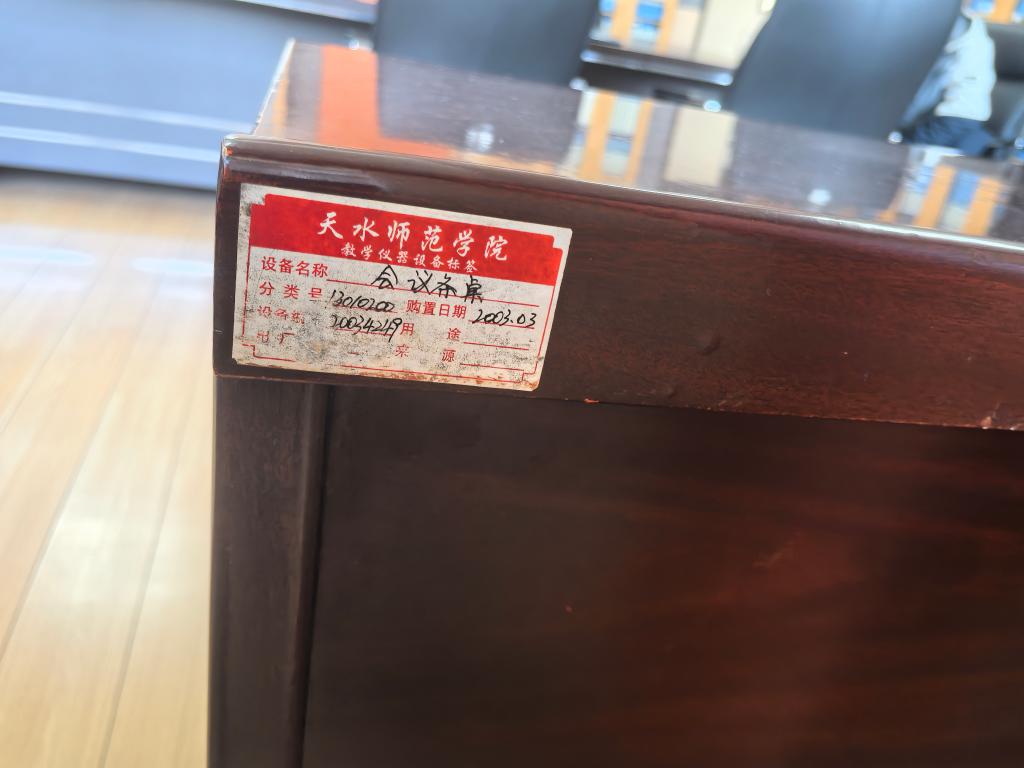 天水师范学院
教学仪器设备标签
设备名称 会议条桌
分类号 13010202 购置日期 2003.03
设备 20034249 用途
出厂 来源